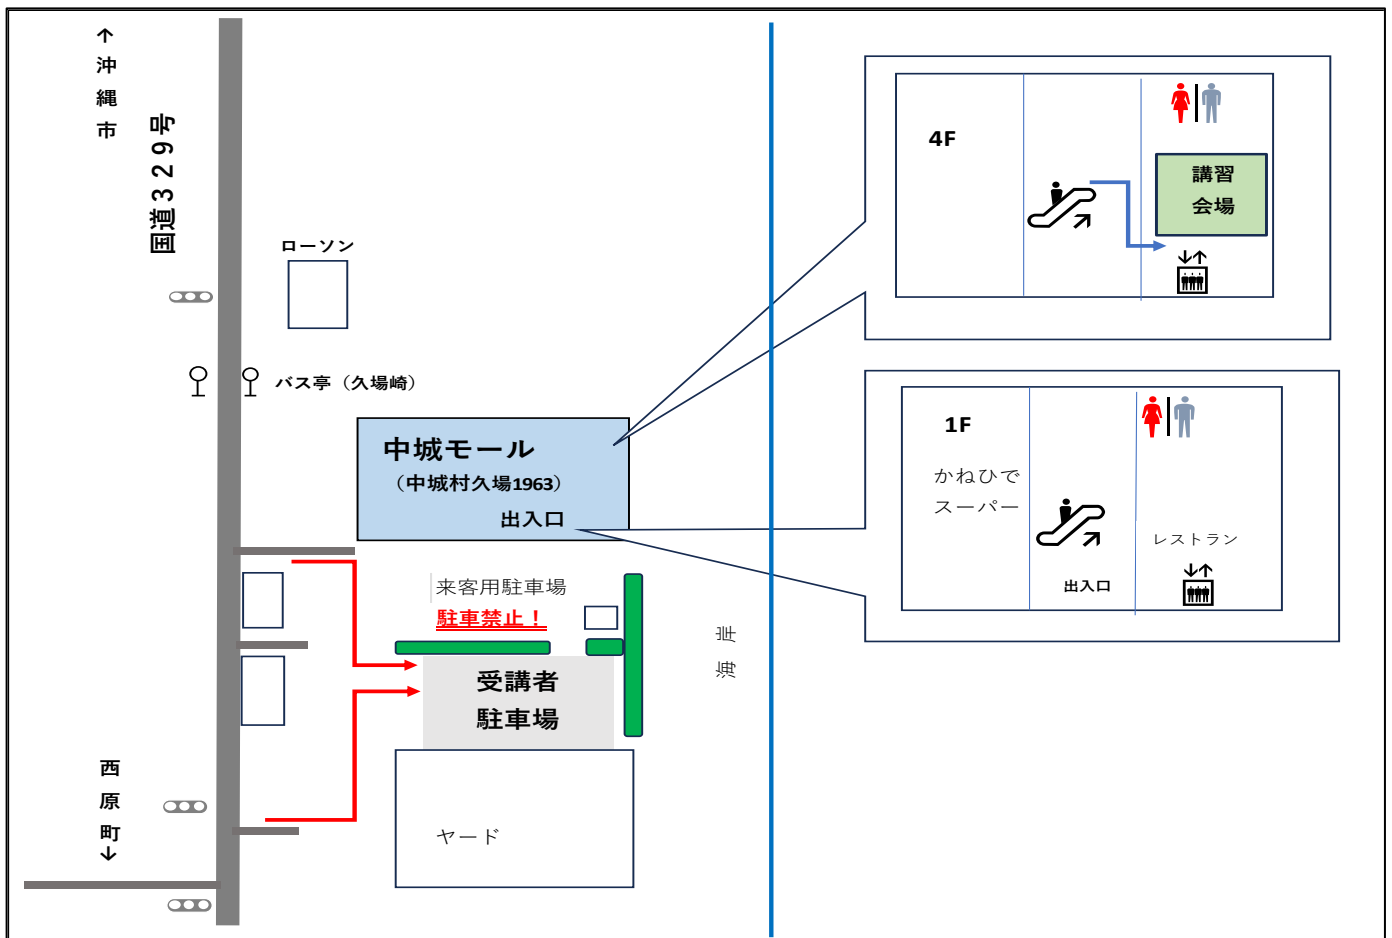 ↑沖縄市
国道３２９号
ローソン
バス亭（久場崎）
中城モール
（中城村久場1963）
出入口
来客用駐車場
駐車禁止！
受講者
駐車場
ヤード
西原町↓
海岸
4F
講習
会場
↓↑
1F
かねひで
スーパー
レストラン
出入口
↓↑